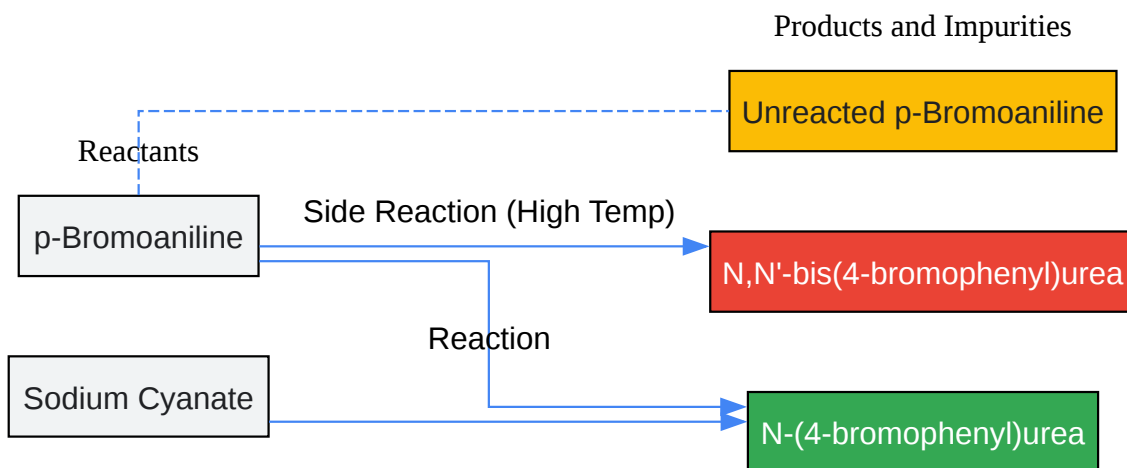 Products and Impurities
Unreacted p-Bromoaniline
Reactants
p-Bromoaniline
Side Reaction (High Temp)
N,N'-bis(4-bromophenyl)urea
Reaction
Sodium Cyanate
N-(4-bromophenyl)urea